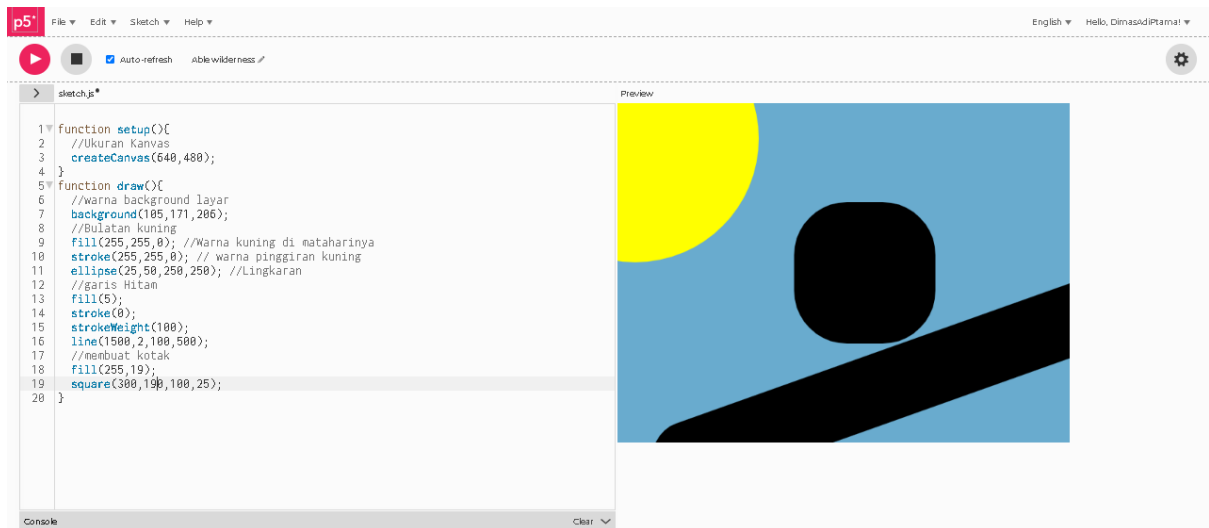 p5* File ▾ Edit ▾ Sketch ▾ Help ▾ English ▾ Hello, DimasAdiPtama! ▾
Auto-refresh Able wilderness
> sketch.js• Preview
1 function setup(){
2 //Ukuran Kanvas
3 createCanvas(640,480);
4 }
5 function draw(){
6 //warna background layar
7 background(105,171,206);
8 //Bulatan kuning
9 fill(255,255,0); //Warna kuning di mataharinya
10 stroke(255,255,0); // warna pinggiran kuning
11 ellipse(25,50,250,250); //Lingkaran
12 //garis Hitam
13 fill(5);
14 stroke(0);
15 strokeWeight(100);
16 line(1500,2,100,500);
17 //membuat kotak
18 fill(255,19);
19 square(300,190,100,25);
20 }
Console Clear